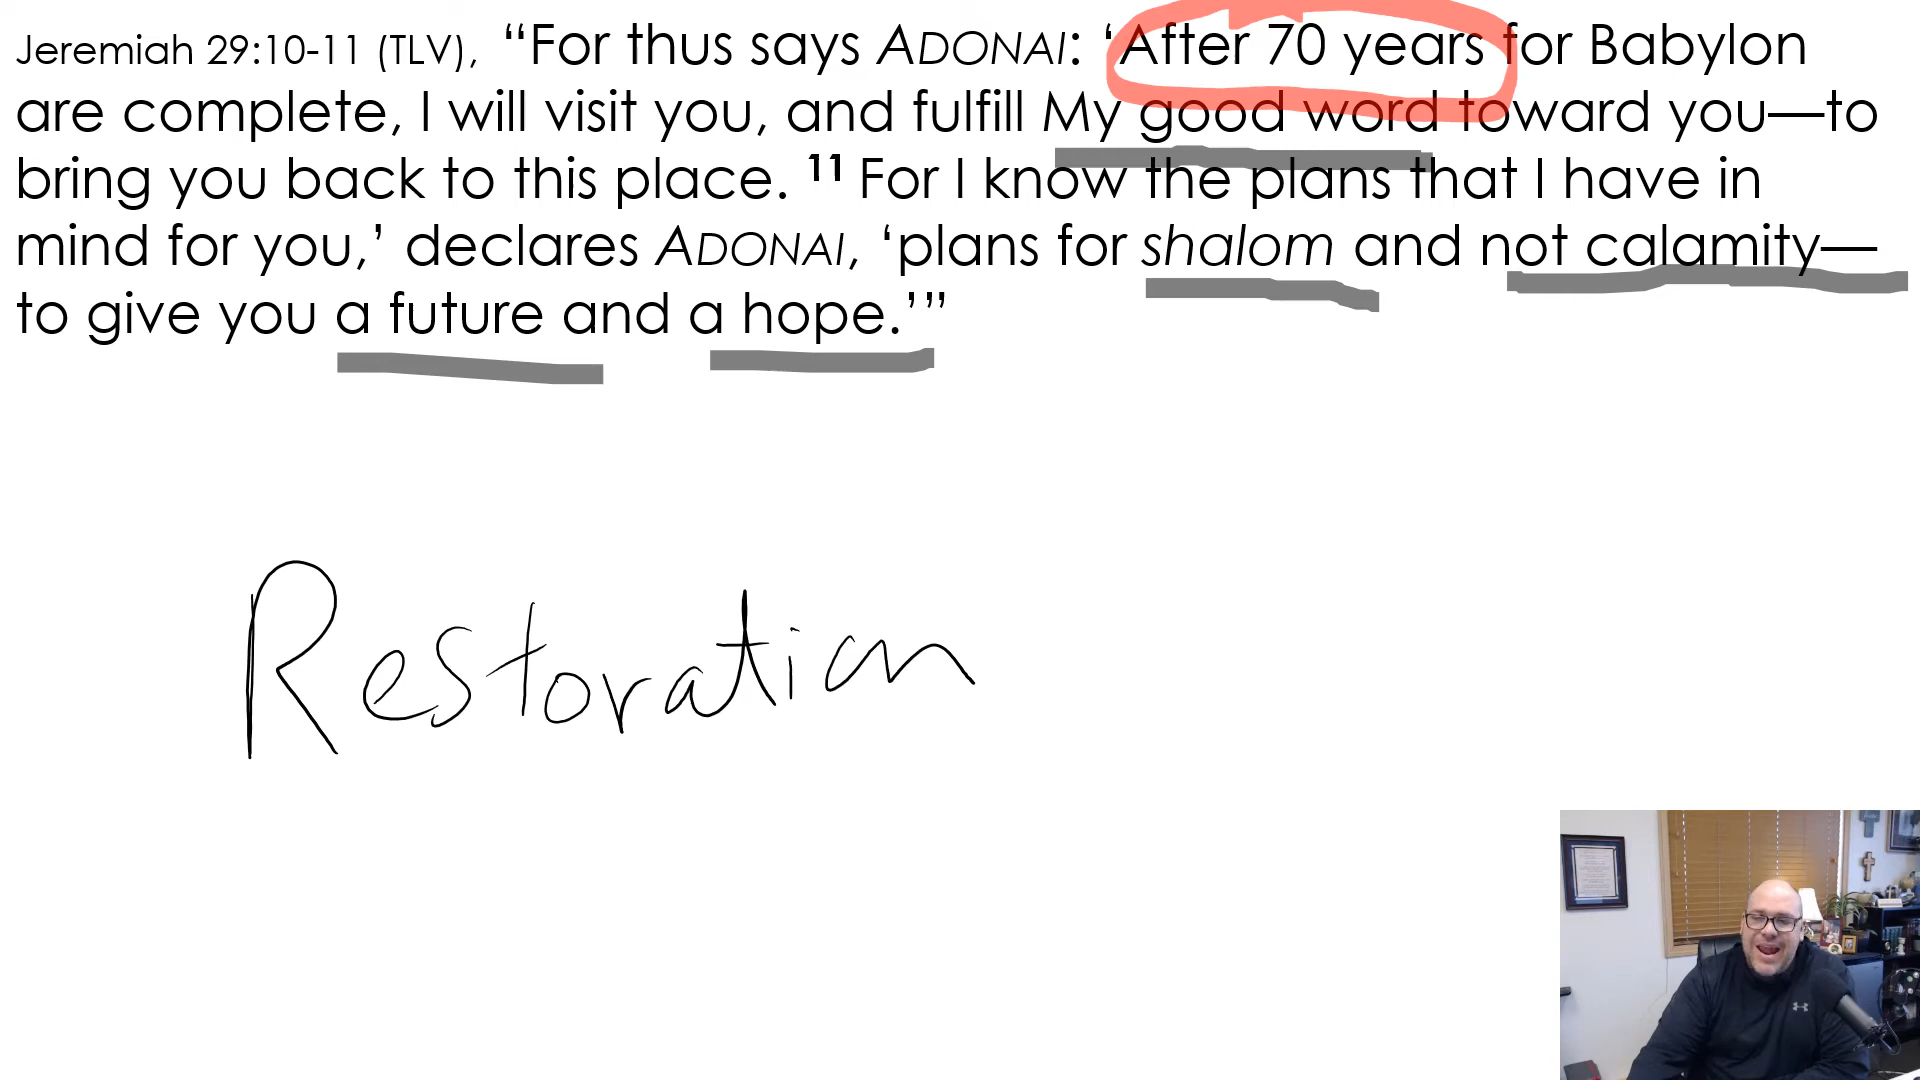 Jeremiah 29:10-11 (TLV), “For thus says ADONAI: ‘After 70 years for Babylon
are complete, I will visit you, and fulfill My good word toward you—to
bring you back to this place. 11 For I know the plans that I have in
mind for you,’ declares ADONAI, ‘plans for shalom and not calamity—
to give you a future and a hope.’”
Restoration